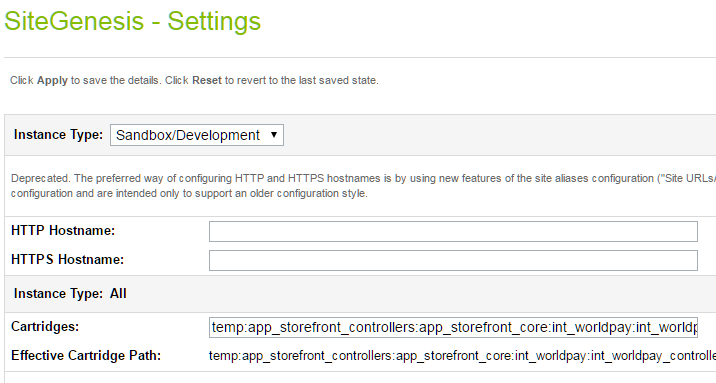 SiteGenesis - Settings
Click Apply to save the details. Click Reset to revert to the last saved state.
Instance Type: Sandbox/Development
Deprecated. The preferred way of configuring HTTP and HTTPS hostnames is by using new features of the site aliases configuration ("Site URLs/
configuration and are intended only to support an older configuration style.
HTTP Hostname:
HTTPS Hostname:
Instance Type: All
Cartridges: temp:app_storefront_controllers:app_storefront_core:int_worldpay:int_worldp
Effective Cartridge Path: temp:app_storefront_controllers:app_storefront_core:int_worldpay:int_worldpay_controlle